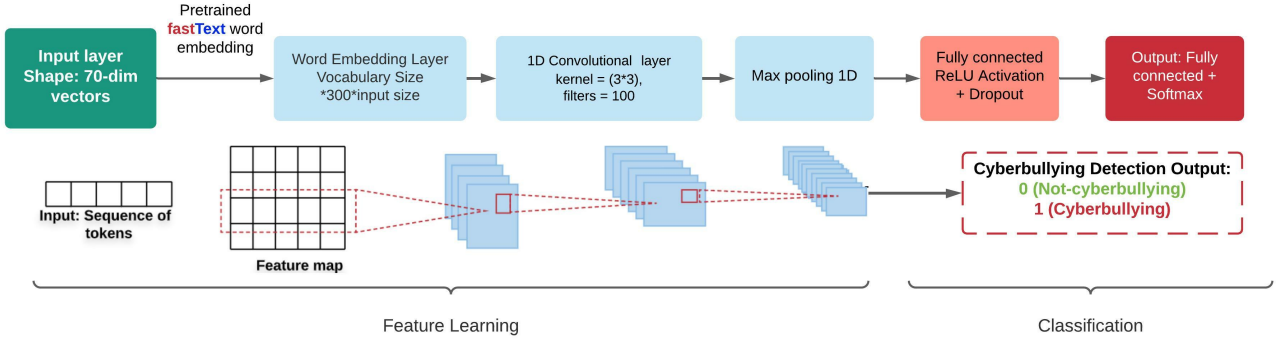 Pretrained
fastText word
embedding
Input layer
Shape: 70-dim
vectors
Word Embedding Layer
Vocabulary Size
*300*input size
1D Convolutional layer
kernel = (3*3),
filters = 100
Max pooling 1D
Fully connected
ReLU Activation
+ Dropout
Output: Fully
connected +
Softmax
Input: Sequence of
tokens
Feature map
Cyberbullying Detection Output:
0 (Not-cyberbullying)
1 (Cyberbullying)
Feature Learning
Classification